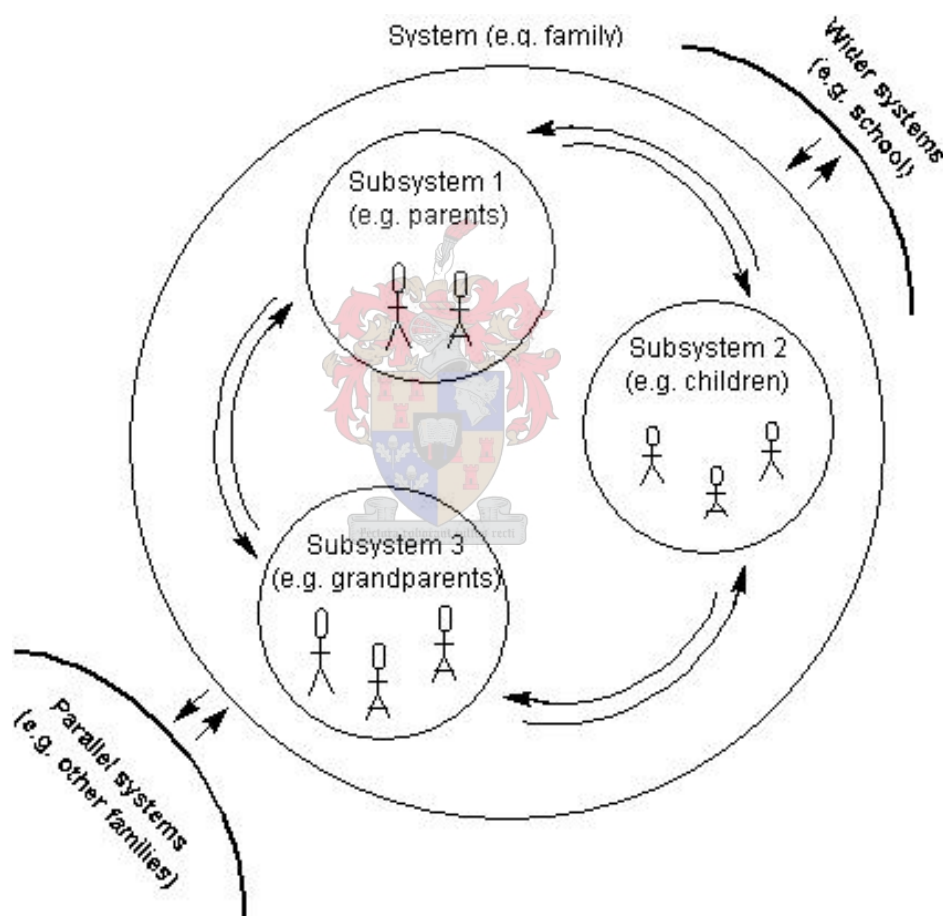 System (e.q. family)
Wider systems
(e.g. school)
Subsystem 1
(e.g. parents)
Subsystem 2
(e.g. children)
Subsystem 3
(e.g. grandparents)
Parallel systems
(e.g. other families)